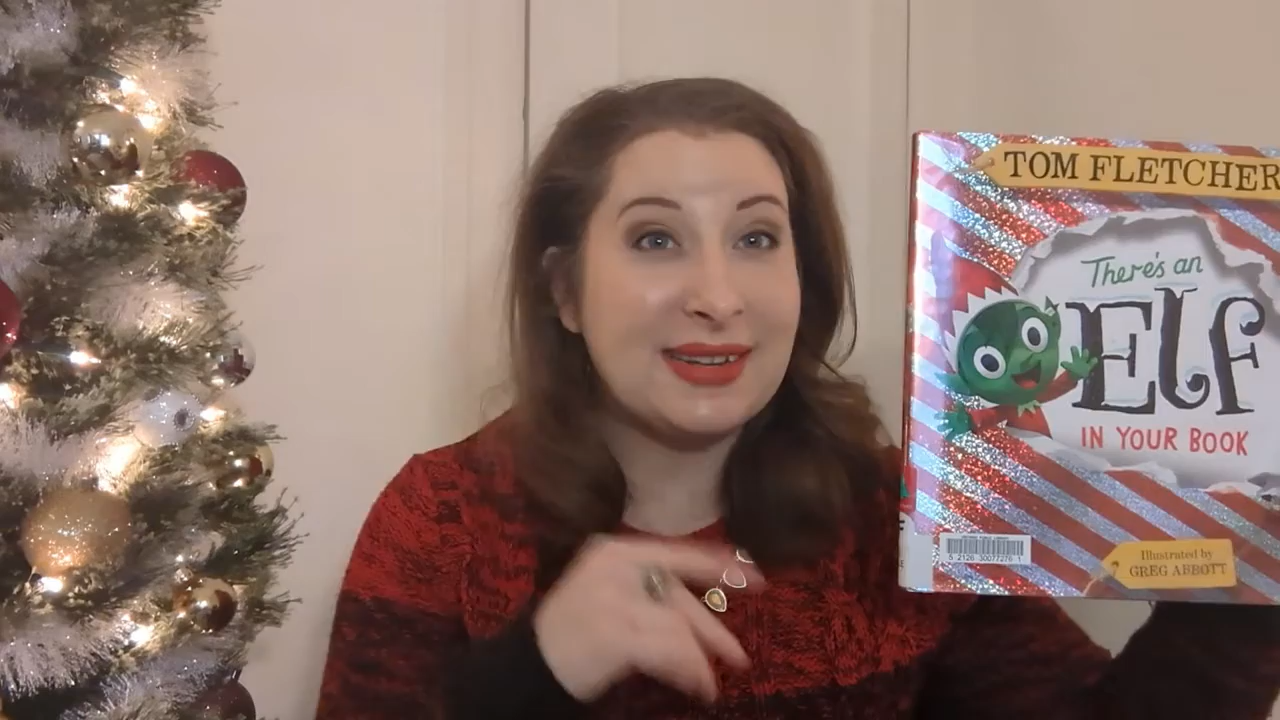 TOM FLETCHER
There's an
Elf
IN YOUR BOOK
Illustrated by
GREG ABBOTT